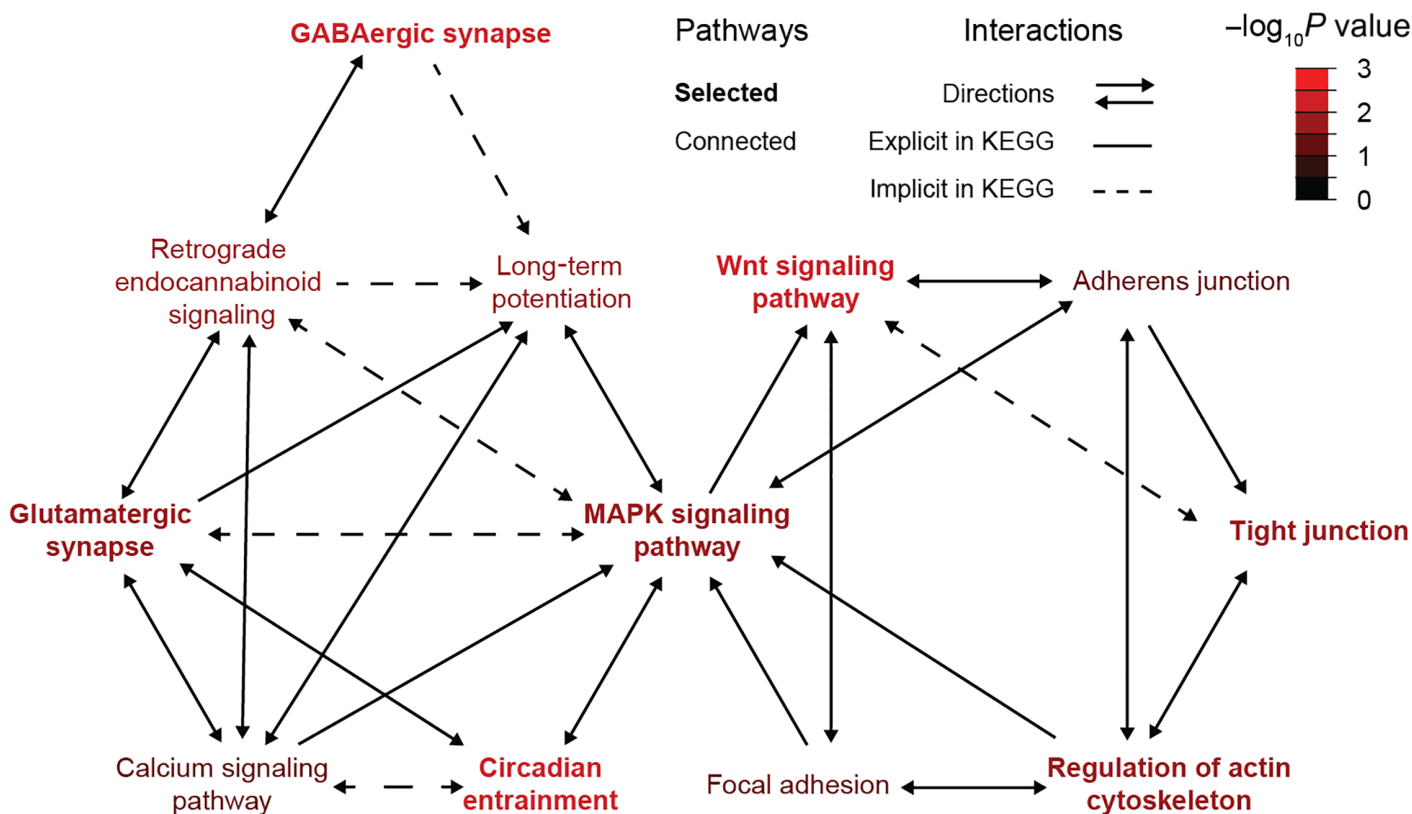 GABAergic synapse
Pathways
Interactions
–log10P value
Selected
Connected
Directions
Explicit in KEGG
Implicit in KEGG
3
2
1
0
Retrograde
endocannabinoid
signaling
Long-term
potentiation
Wnt signaling
pathway
Adherens junction
Glutamatergic
synapse
MAPK signaling
pathway
Tight junction
Calcium signaling
pathway
Circadian
entrainment
Focal adhesion
Regulation of actin
cytoskeleton